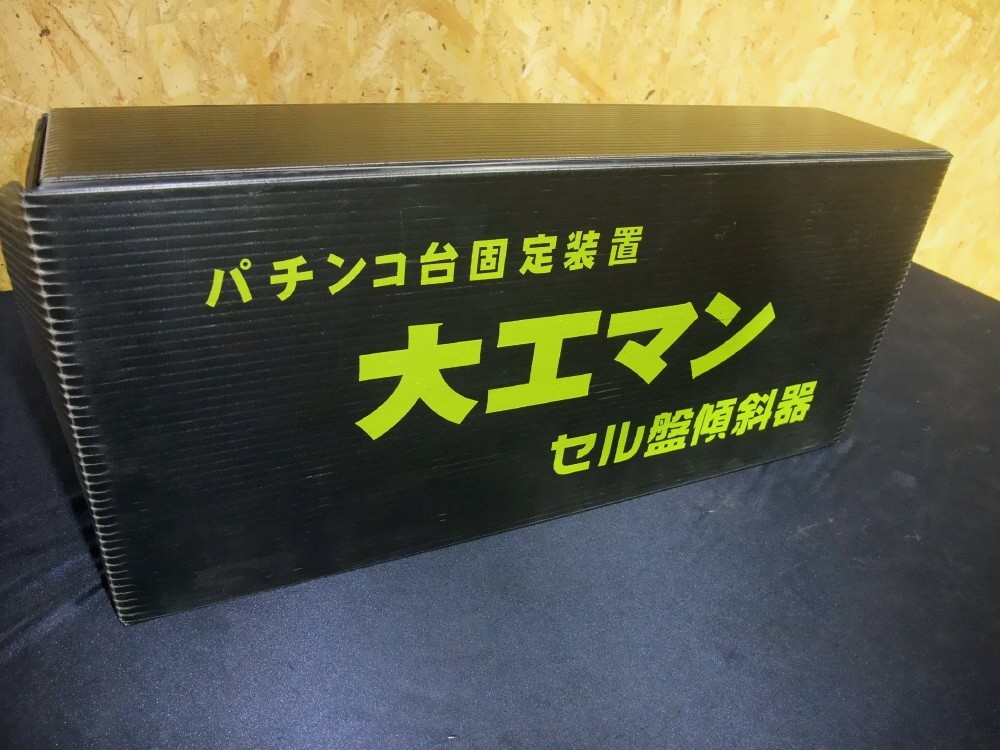 パチンコ台固定装置
大工マン
セル盤傾斜器